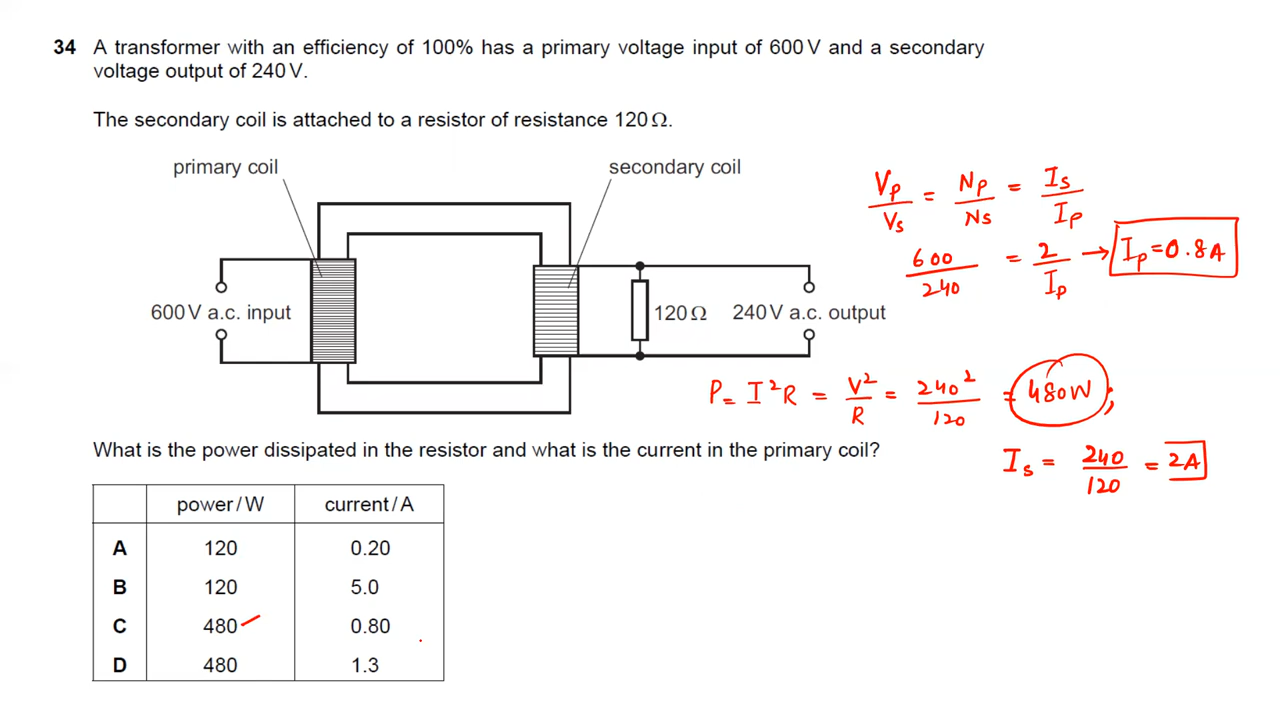 34 A transformer with an efficiency of 100% has a primary voltage input of 600 V and a secondary
voltage output of 240 V.
The secondary coil is attached to a resistor of resistance 120 Ω.
primary coil
secondary coil
600 V a.c. input
120 Ω
240 V a.c. output
Vp/Vs = Np/Ns = Is/Ip
600/240 = 2/Ip → Ip = 0.8A
P = I²R = V²/R = 240²/120 = 480W ;
Is = 240/120 = 2A
What is the power dissipated in the resistor and what is the current in the primary coil?
power / W current / A
A 120 0.20
B 120 5.0
C 480 0.80
D 480 1.3